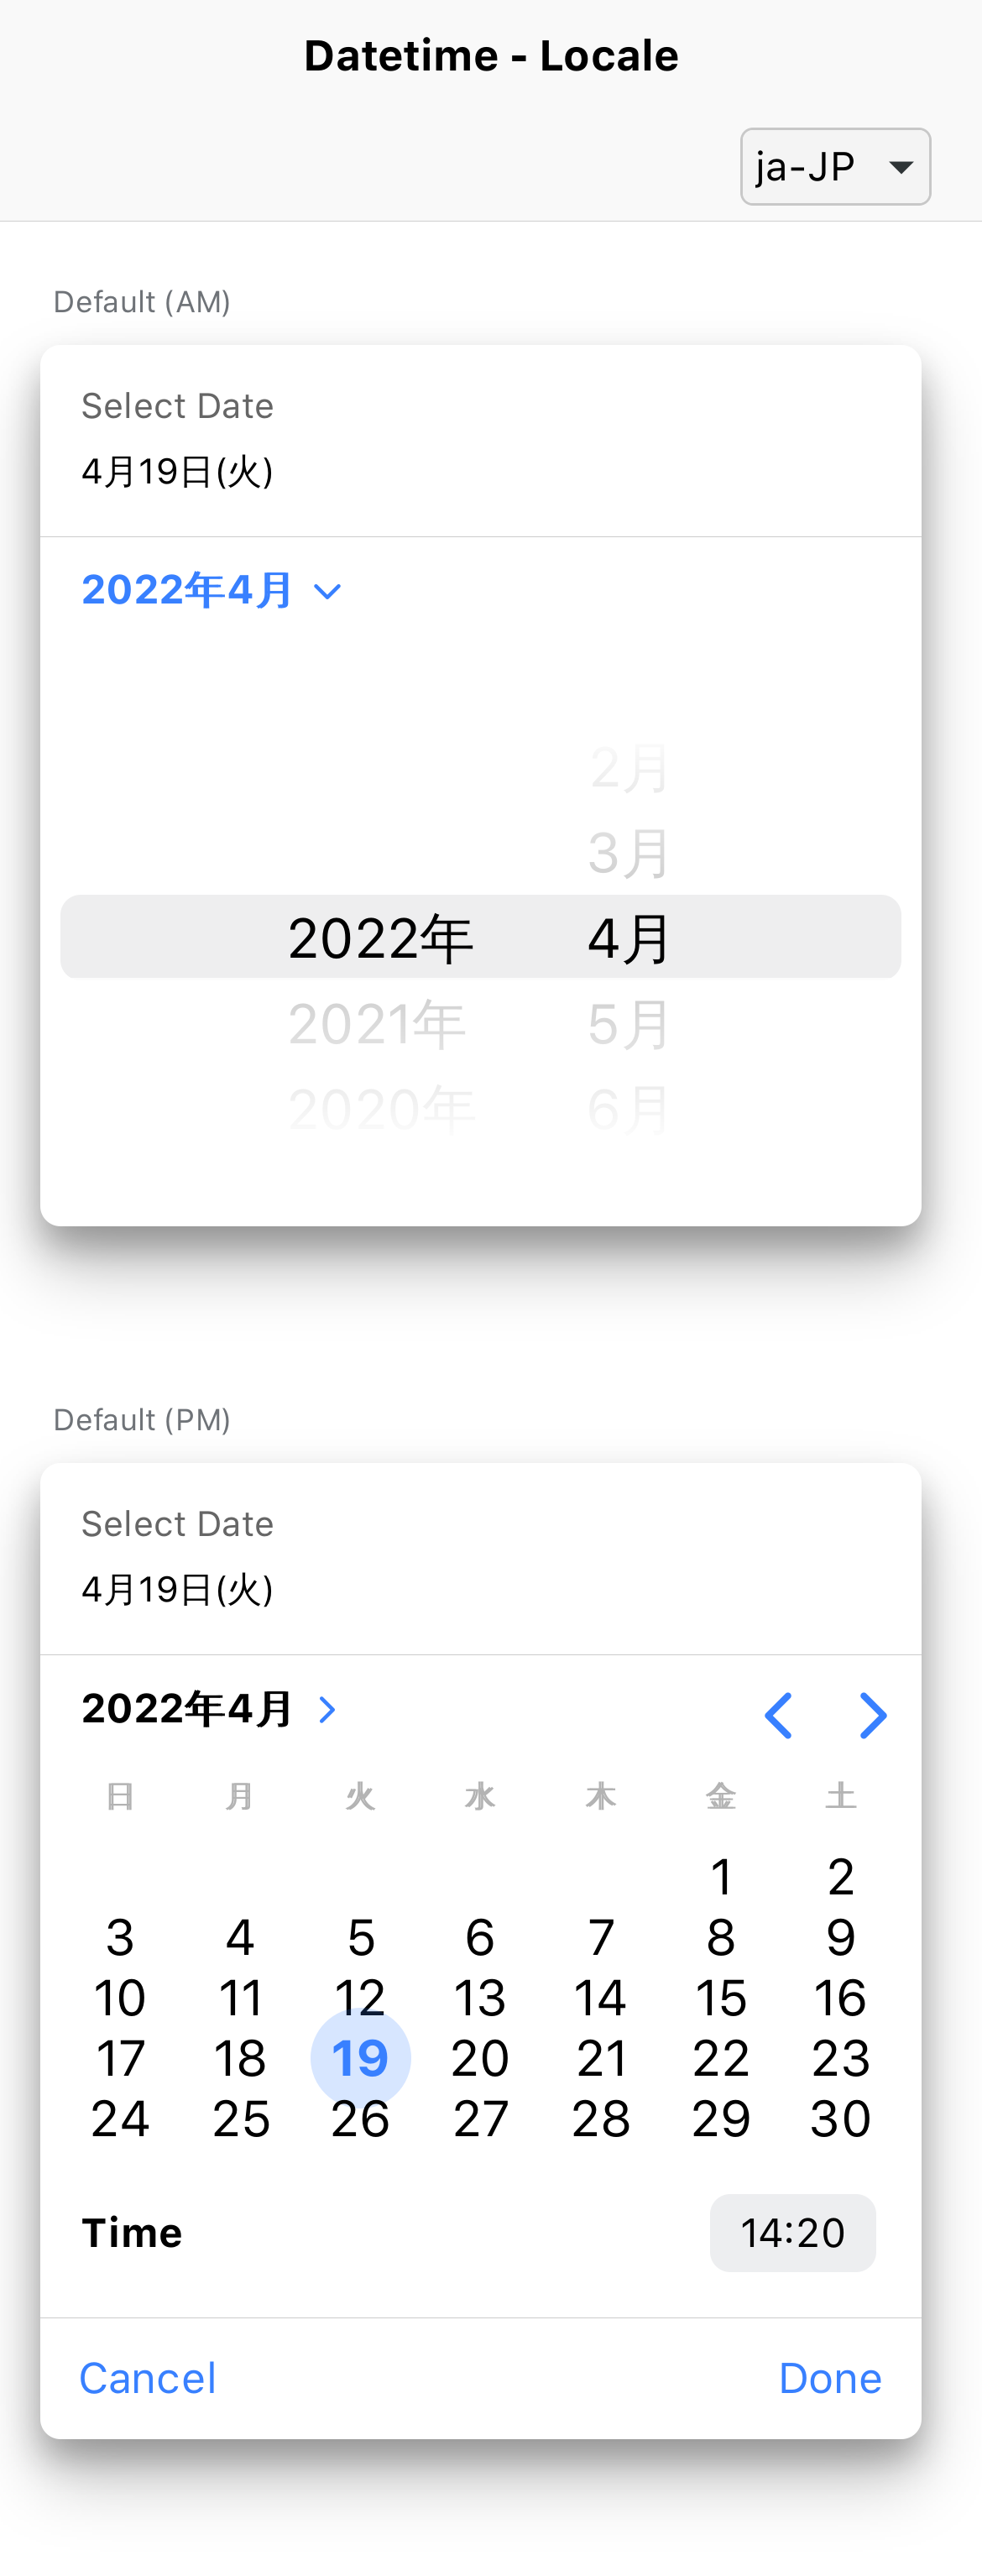 Datetime - Locale
ja-JP
Default (AM)
Select Date
4月19日(火)
2022年4月
2月
3月
2022年 4月
2021年 5月
2020年 6月
Default (PM)
Select Date
4月19日(火)
2022年4月
日 月 火 水 木 金 土
1 2
3 4 5 6 7 8 9
10 11 12 13 14 15 16
17 18 19 20 21 22 23
24 25 26 27 28 29 30
Time 14:20
Cancel Done